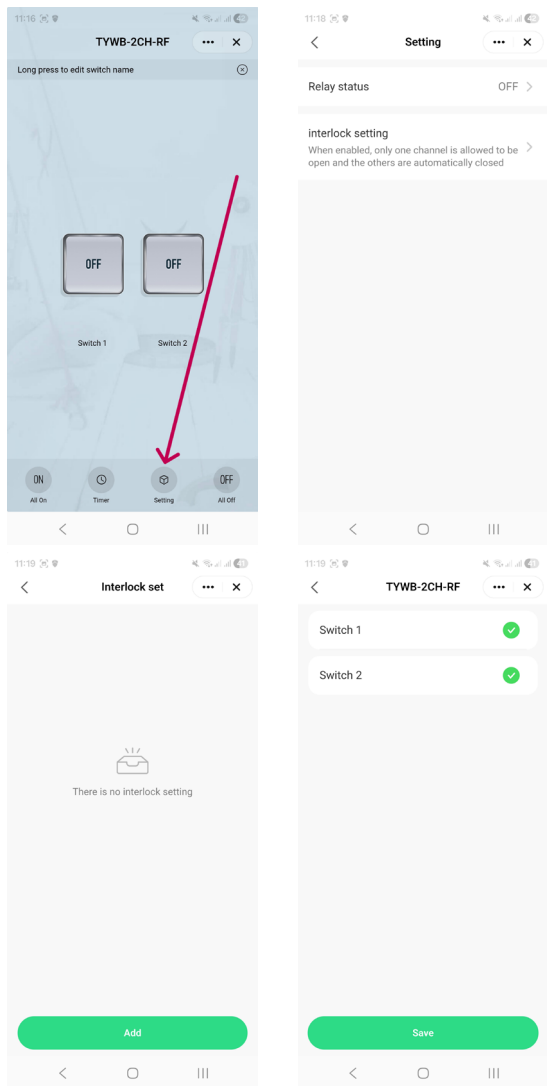 11:16
42
TYWB-2CH-RF
Long press to edit switch name
OFF
OFF
Switch 1
Switch 2
ON
OFF
All On
Timer
Setting
All Off
11:18
Setting
Relay status
OFF
interlock setting
When enabled, only one channel is allowed to be
open and the others are automatically closed
11:19
Interlock set
There is no interlock setting
Add
11:19
TYWB-2CH-RF
Switch 1
Switch 2
Save